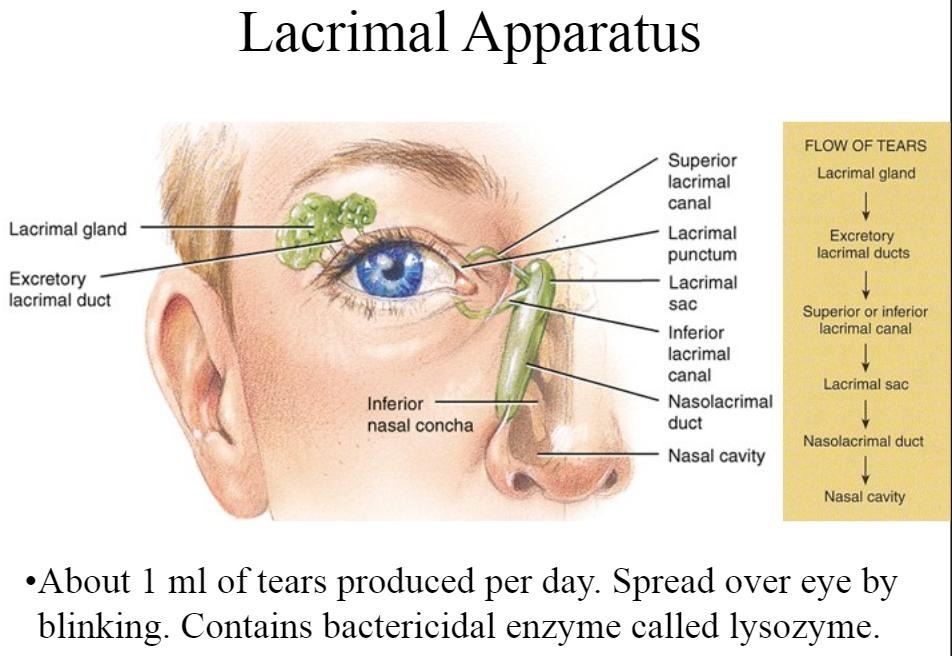 Lacrimal Apparatus
Lacrimal gland
Excretory
lacrimal duct
Superior
lacrimal
canal
Lacrimal
punctum
Lacrimal
sac
Inferior
lacrimal
canal
Nasolacrimal
duct
Nasal cavity
Inferior
nasal concha
FLOW OF TEARS
Lacrimal gland
Excretory
lacrimal ducts
Superior or inferior
lacrimal canal
Lacrimal sac
Nasolacrimal duct
Nasal cavity
•About 1 ml of tears produced per day. Spread over eye by
blinking. Contains bactericidal enzyme called lysozyme.